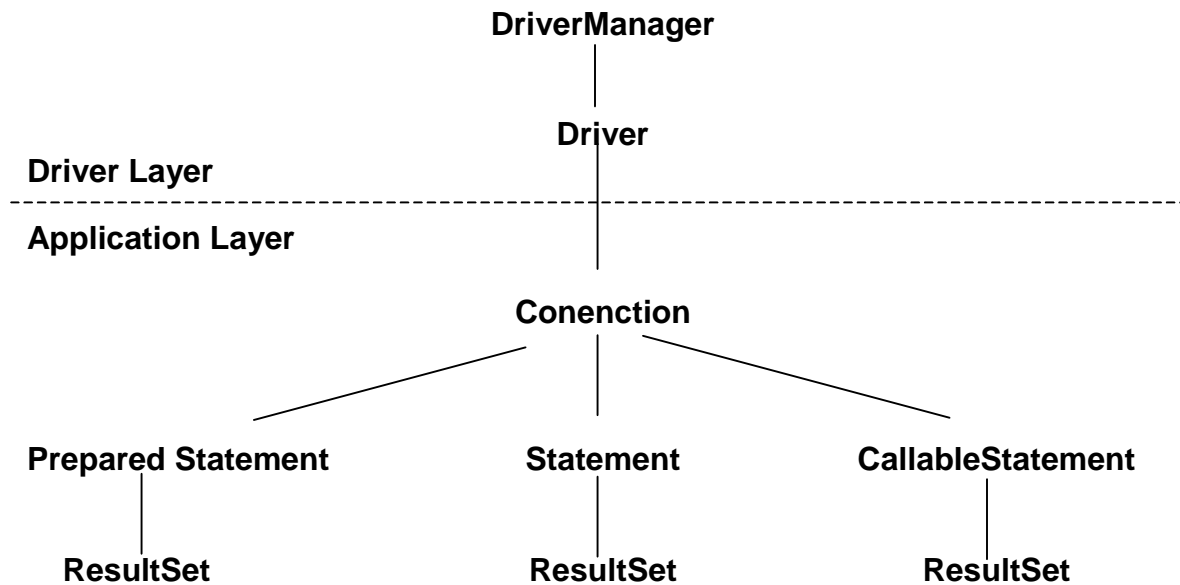 DriverManager
Driver
Driver Layer
Application Layer
Conenction
Prepared Statement Statement CallableStatement
ResultSet ResultSet ResultSet